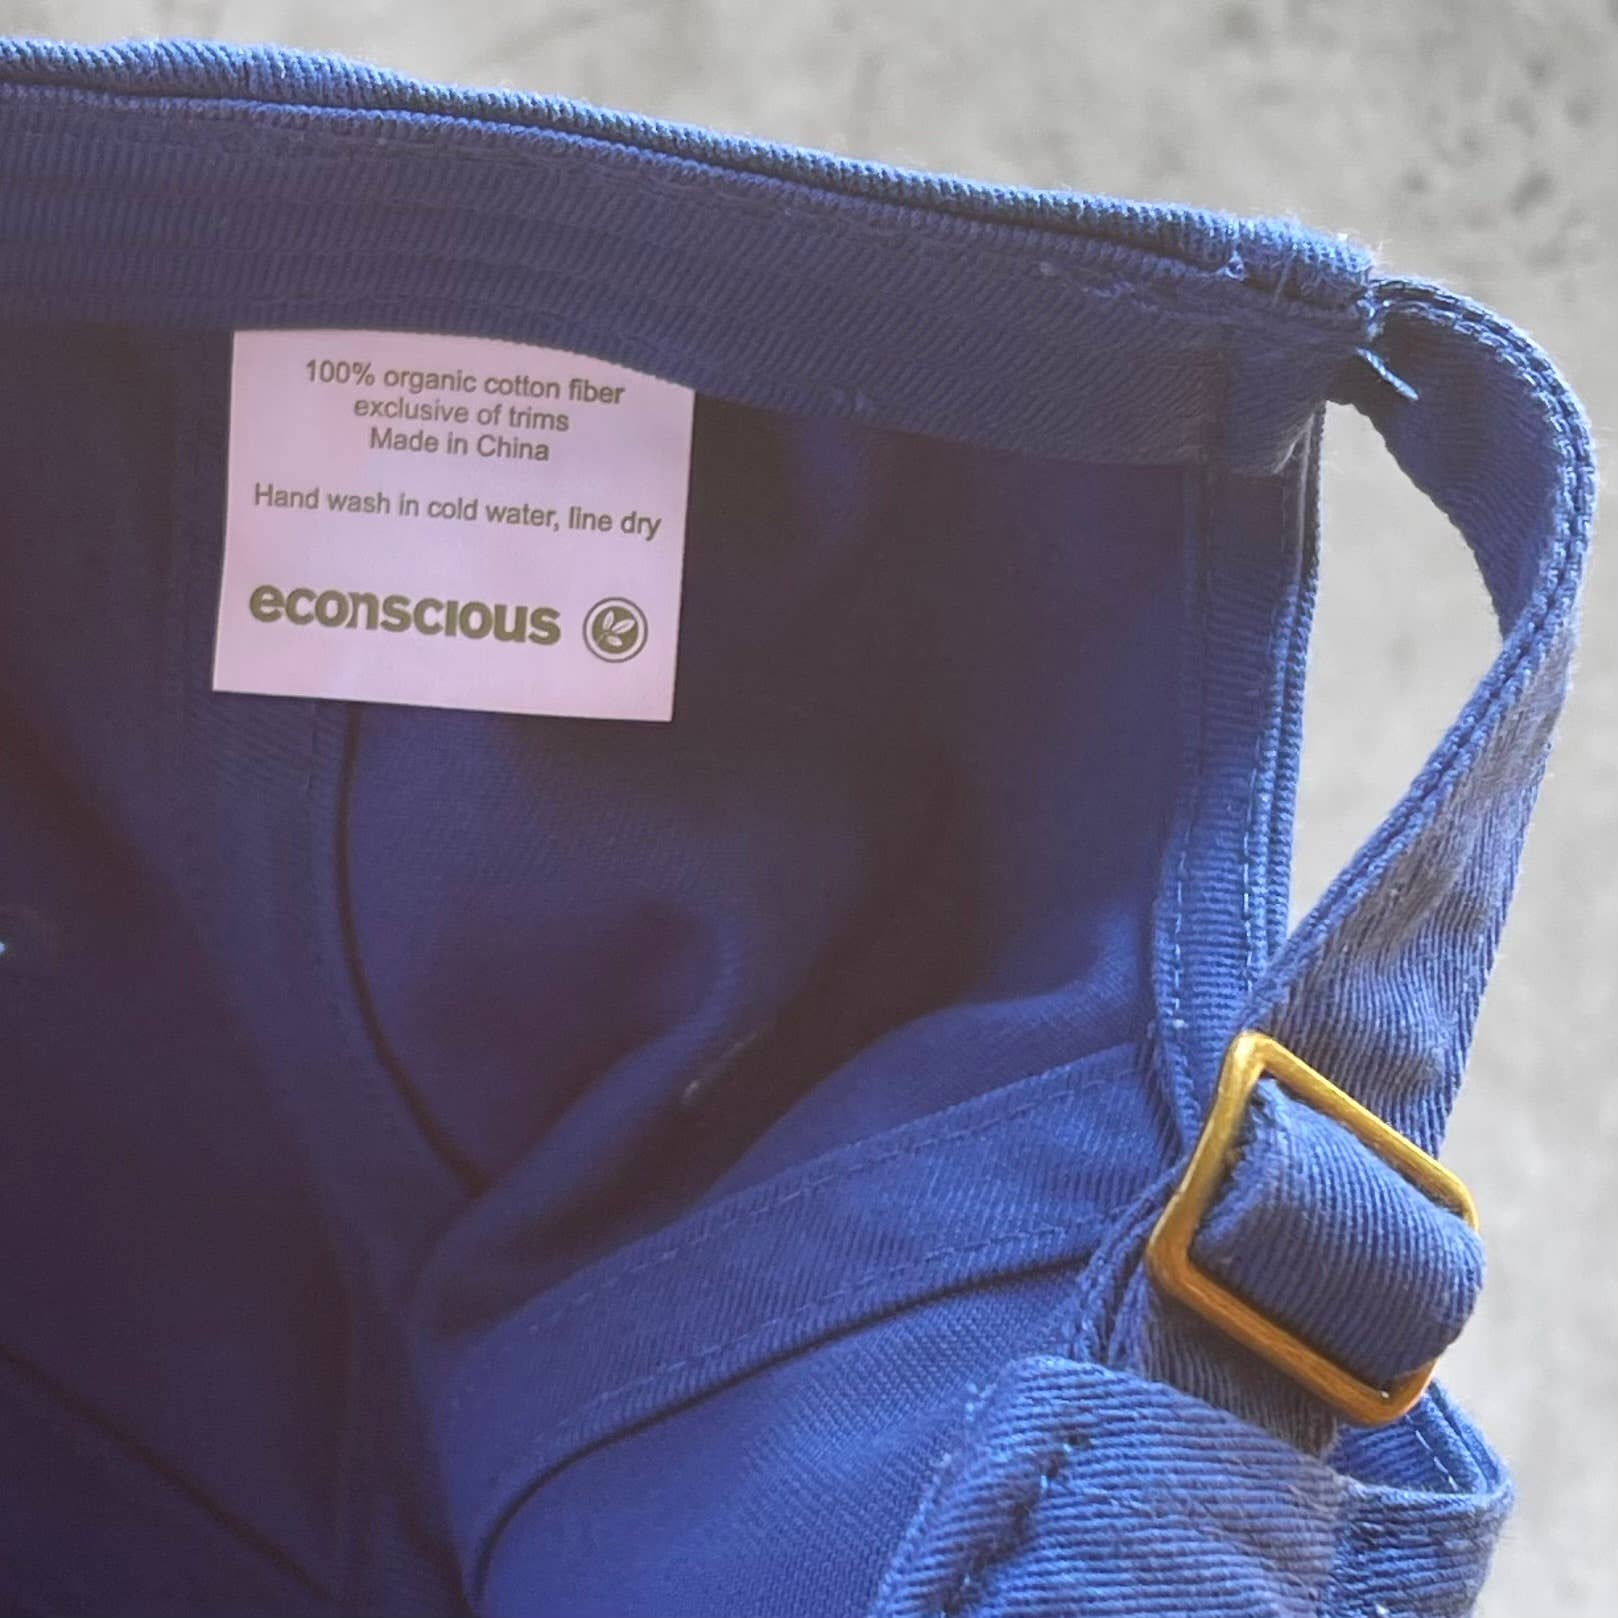 100% organic cotton fiber
exclusive of trims
Made in China
Hand wash in cold water, line dry
econscious